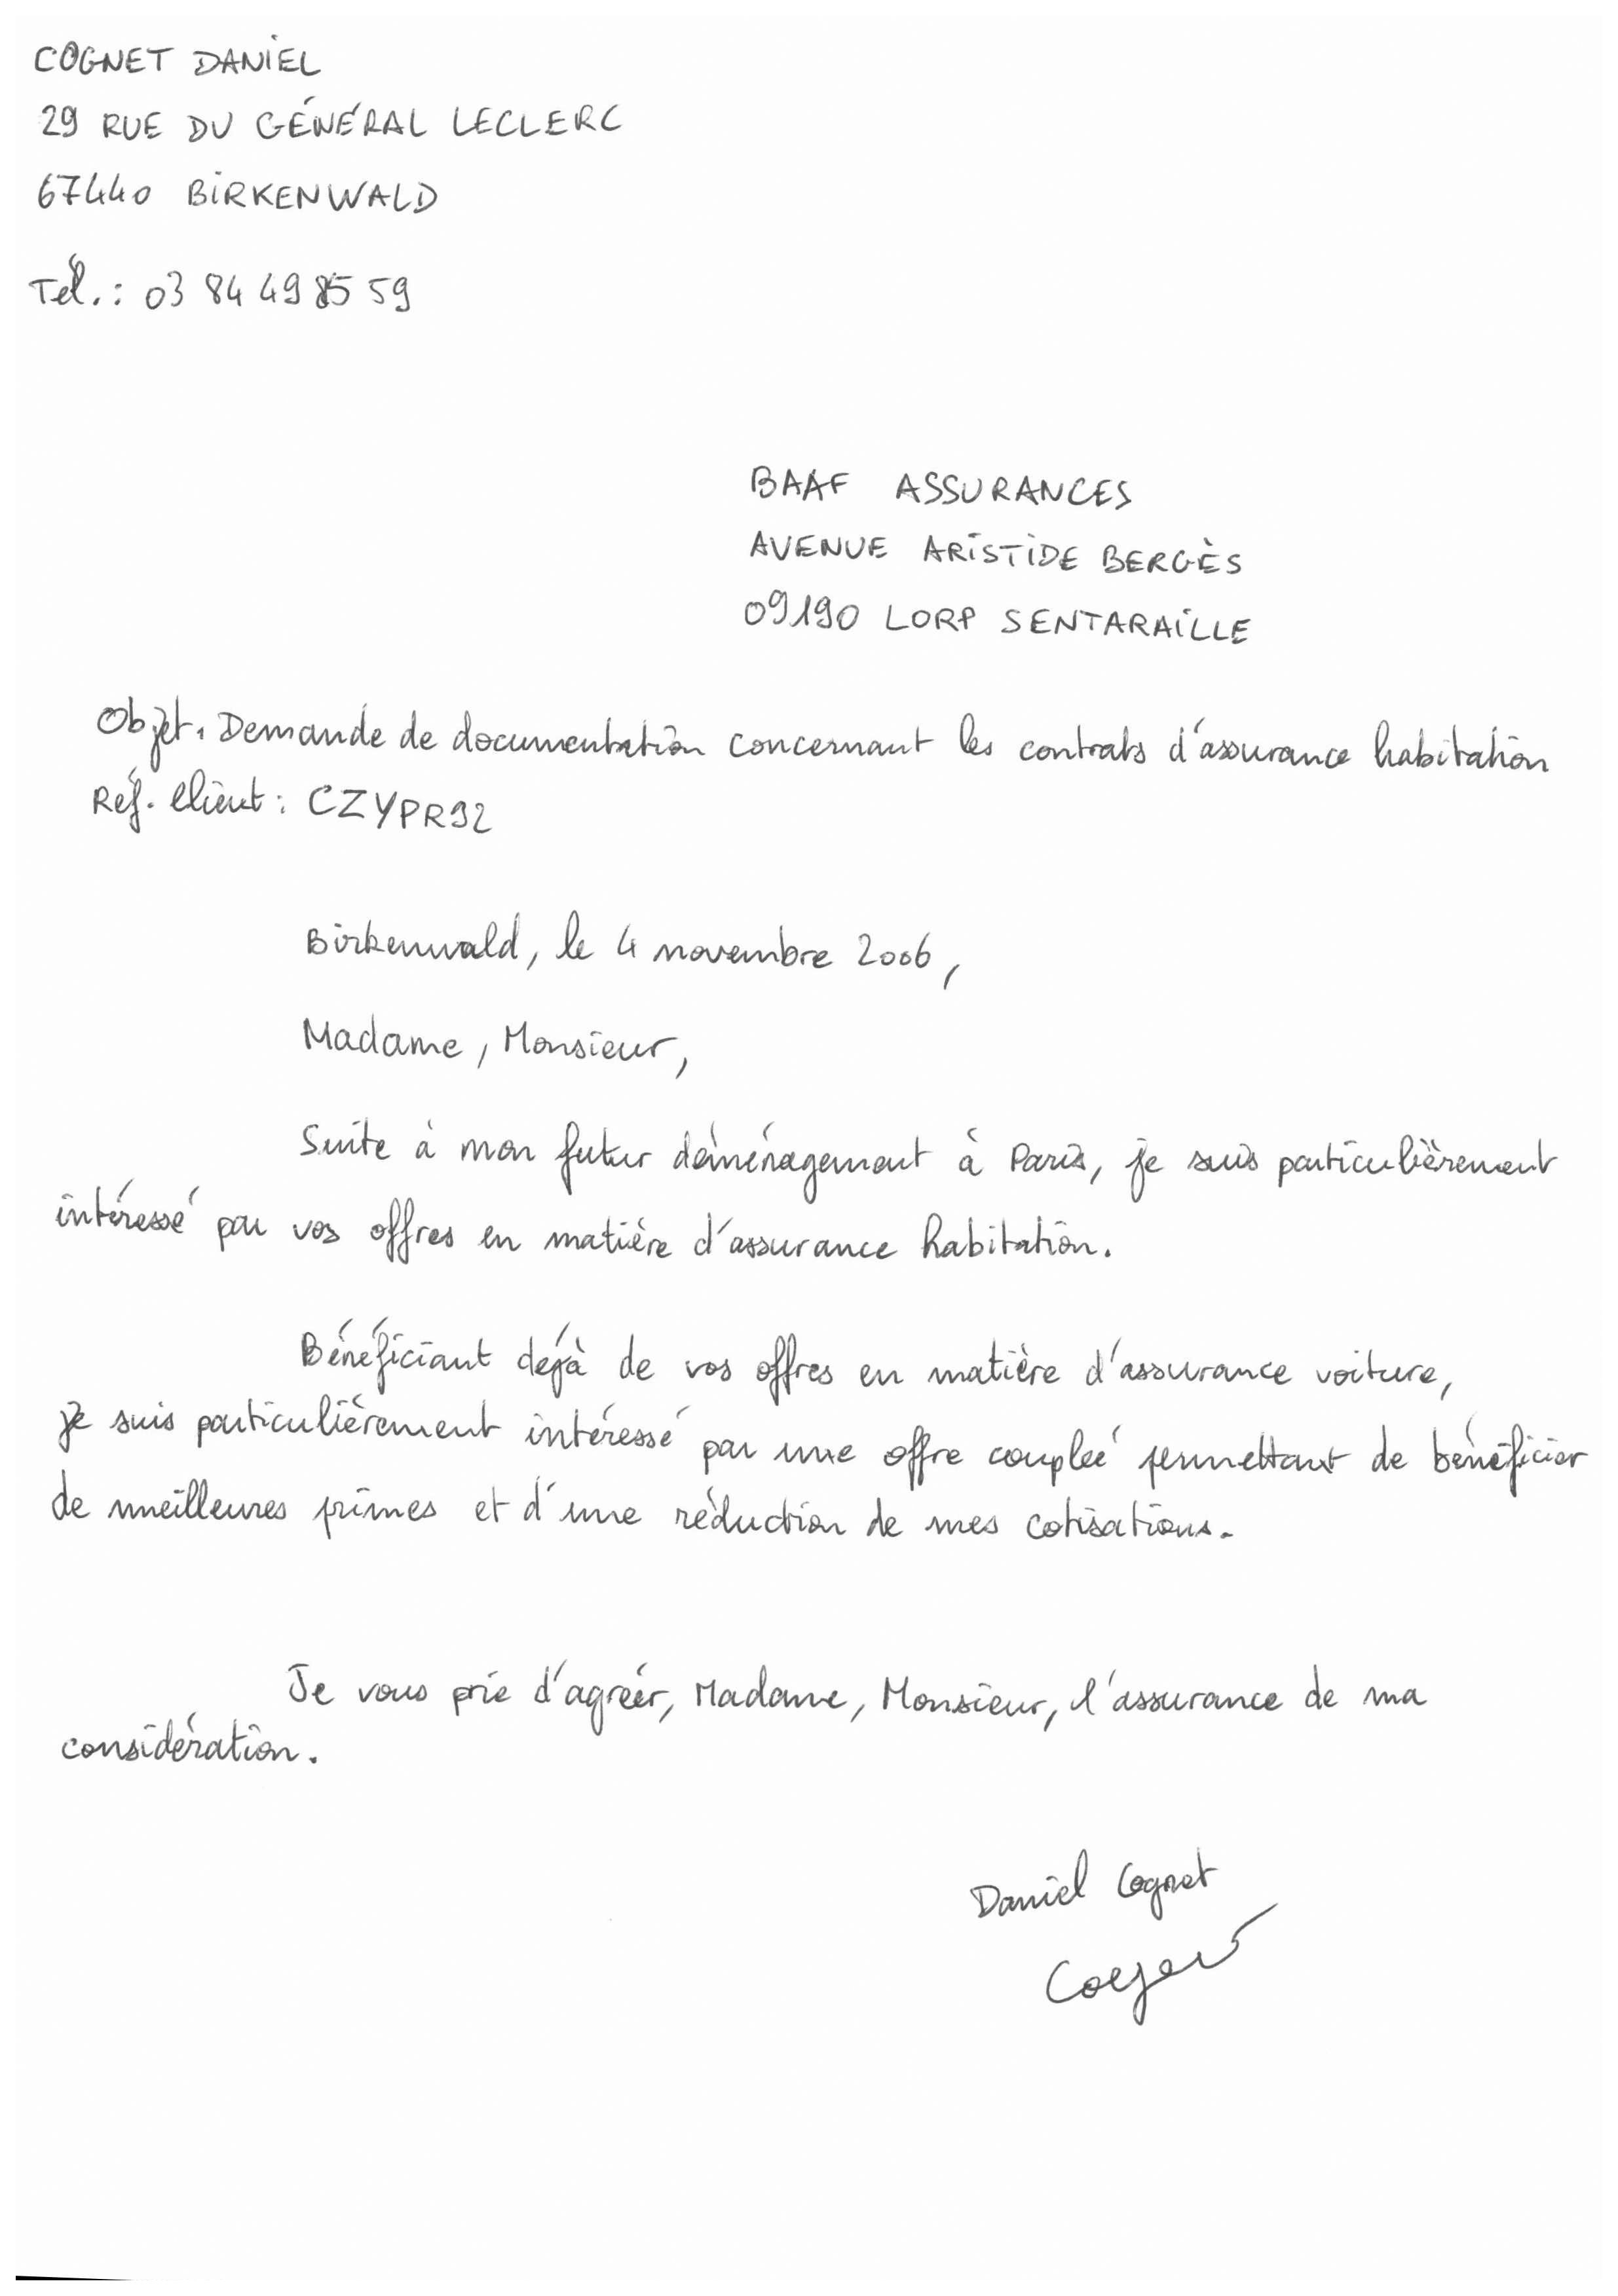 COGNET DANIEL
29 RUE DU GÉNÉRAL LECLERC
67440 BIRKENWALD
Tél.: 03 84 49 85 59
BAAF ASSURANCES
AVENUE ARISTIDE BERGÈS
09190 LORP SENTARAILLE
Objet. Demande de documentation concernant les contrats d'assurance habitation
Réf. Client: CZYPR92
Birkenwald, le 4 novembre 2006,
Madame, Monsieur,
Suite à mon futur déménagement à Paris, je suis particulièrement
intéressé par vos offres en matière d'assurance habitation.
Bénéficiant déjà de vos offres en matière d'assurance voiture,
je suis particulièrement intéressé par une offre couplée permettant de bénéficier
de meilleures primes et d'une réduction de mes cotisations.
Je vous prie d'agréer, Madame, Monsieur, l'assurance de ma
considération.
Daniel Cognet